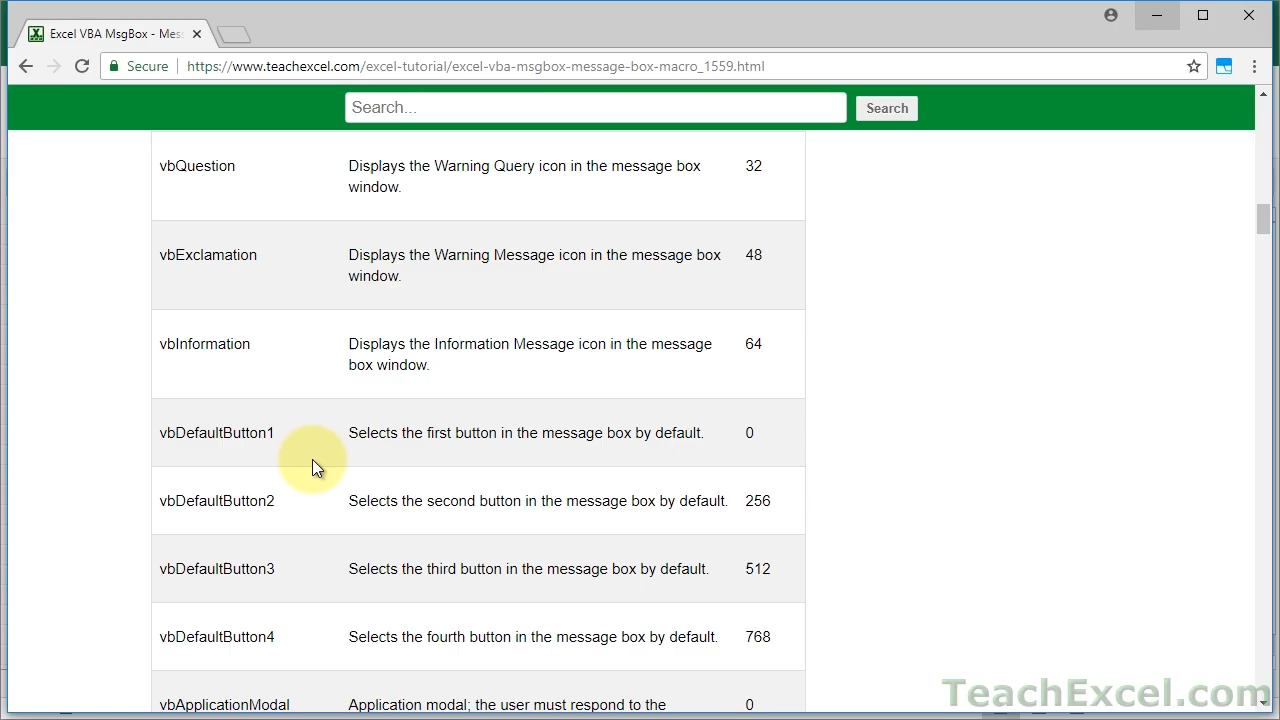 Excel VBA MsgBox - Mes
Secure
https://www.teachexcel.com/excel-tutorial/excel-vba-msgbox-message-box-macro_1559.html
Search...
Search
vbQuestion
Displays the Warning Query icon in the message box
window.
32
vbExclamation
Displays the Warning Message icon in the message box
window.
48
vbInformation
Displays the Information Message icon in the message
box window.
64
vbDefaultButton1
Selects the first button in the message box by default.
0
vbDefaultButton2
Selects the second button in the message box by default.
256
vbDefaultButton3
Selects the third button in the message box by default.
512
vbDefaultButton4
Selects the fourth button in the message box by default.
768
vbApplicationModal
Application modal; the user must respond to the
0
TeachExcel.com